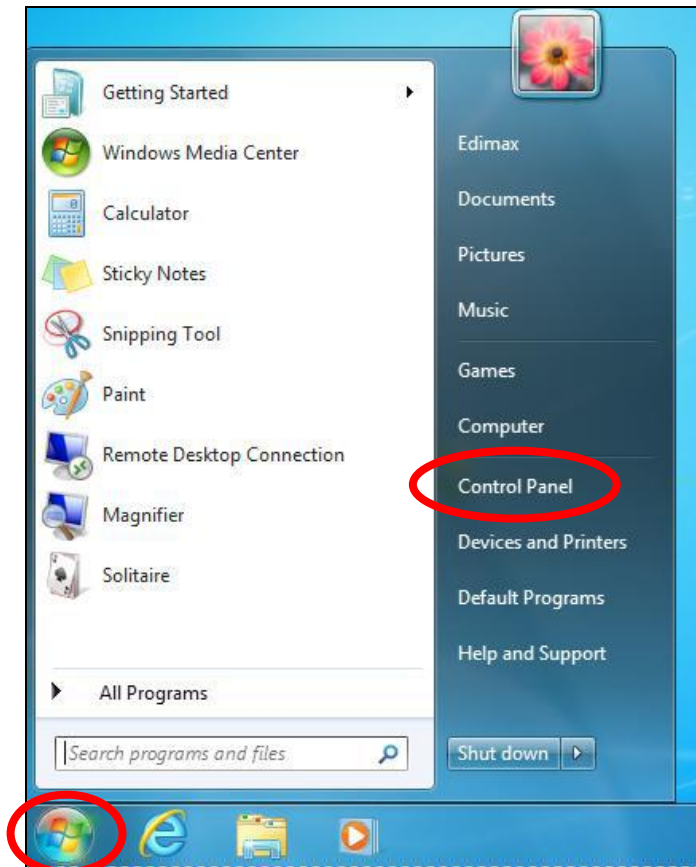 Getting Started
Windows Media Center
Calculator
Sticky Notes
Snipping Tool
Paint
Remote Desktop Connection
Magnifier
Solitaire
All Programs
Search programs and files
Edimax
Documents
Pictures
Music
Games
Computer
Control Panel
Devices and Printers
Default Programs
Help and Support
Shut down